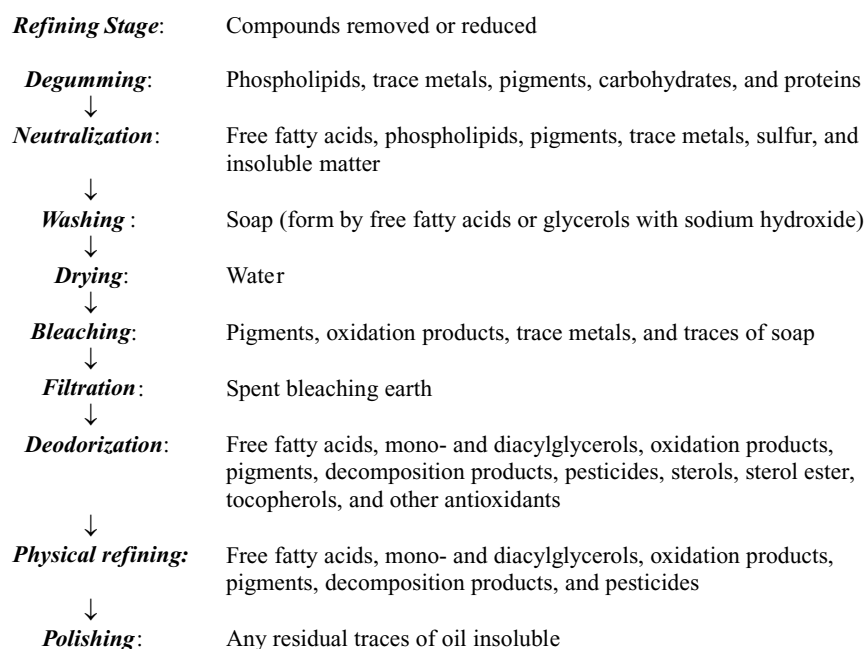 Refining Stage: Compounds removed or reduced
Degumming: Phospholipids, trace metals, pigments, carbohydrates, and proteins
↓
Neutralization: Free fatty acids, phospholipids, pigments, trace metals, sulfur, and
insoluble matter
↓
Washing : Soap (form by free fatty acids or glycerols with sodium hydroxide)
↓
Drying: Water
↓
Bleaching: Pigments, oxidation products, trace metals, and traces of soap
↓
Filtration: Spent bleaching earth
↓
Deodorization: Free fatty acids, mono- and diacylglycerols, oxidation products,
pigments, decomposition products, pesticides, sterols, sterol ester,
tocopherols, and other antioxidants
↓
Physical refining: Free fatty acids, mono- and diacylglycerols, oxidation products,
pigments, decomposition products, and pesticides
↓
Polishing: Any residual traces of oil insoluble